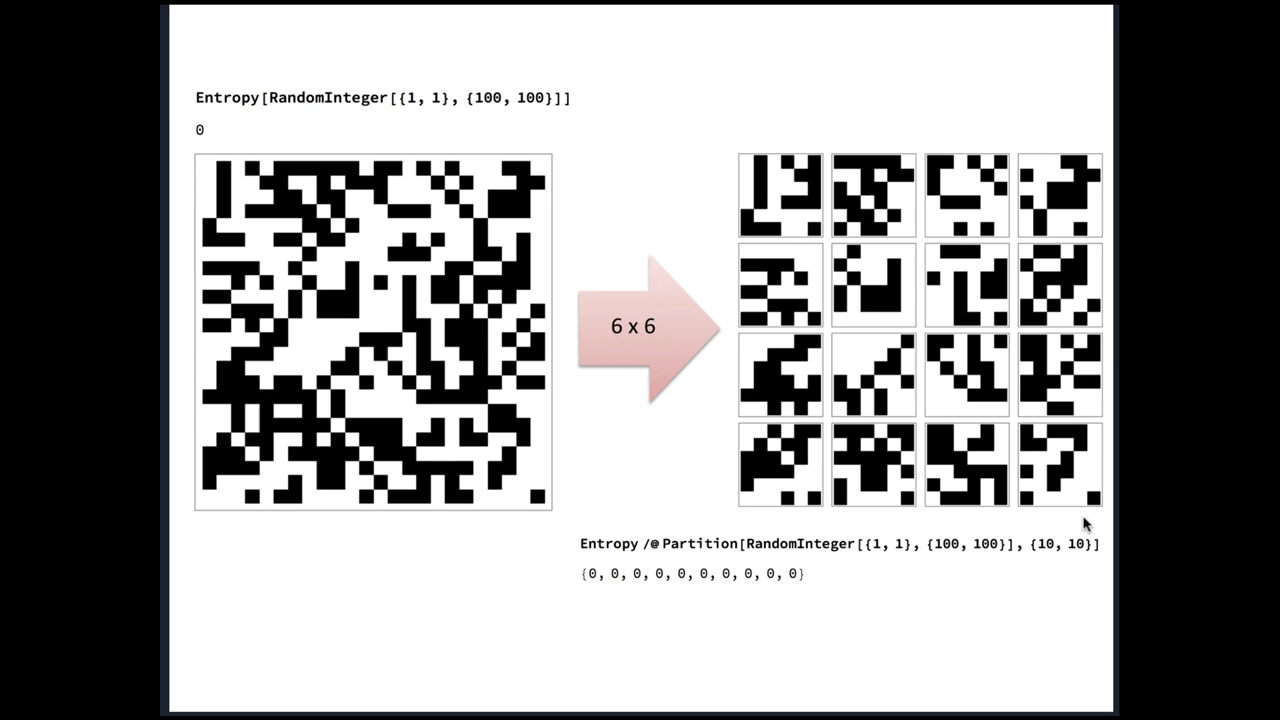 Entropy[RandomInteger[{1, 1}, {100, 100}]]
0
6 x 6
Entropy /@ Partition[RandomInteger[{1, 1}, {100, 100}], {10, 10}]
{0, 0, 0, 0, 0, 0, 0, 0, 0, 0}